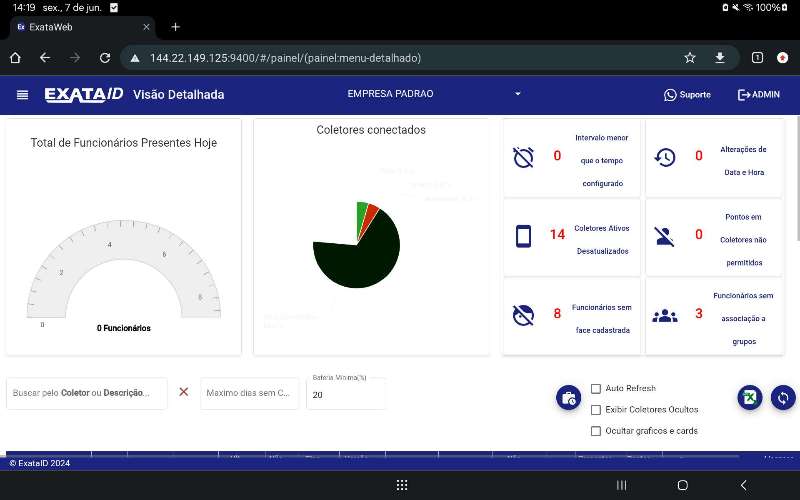 14:19 sex., 7 de jun.
100%
Ex ExataWeb
144.22.149.125:9400/#/painel/(painel:menu-detalhado)
1
EXATA ID Visão Detalhada
EMPRESA PADRAO
Suporte
ADMIN
Total de Funcionários Presentes Hoje
0
2
4
6
8
0 Funcionários
Coletores conectados
0
Intervalo menor
que o tempo
configurado
0
Alterações de
Data e Hora
14
Coletores Ativos
Desatualizados
0
Pontos em
Coletores não
permitidos
8
Funcionários sem
face cadastrada
3
Funcionários sem
associação a
grupos
Buscar pelo Coletor ou Descrição...
Maximo dias sem C...
Bateria Mínima(%)
20
Auto Refresh
Exibir Coletores Ocultos
Ocultar graficos e cards
© ExataID 2024